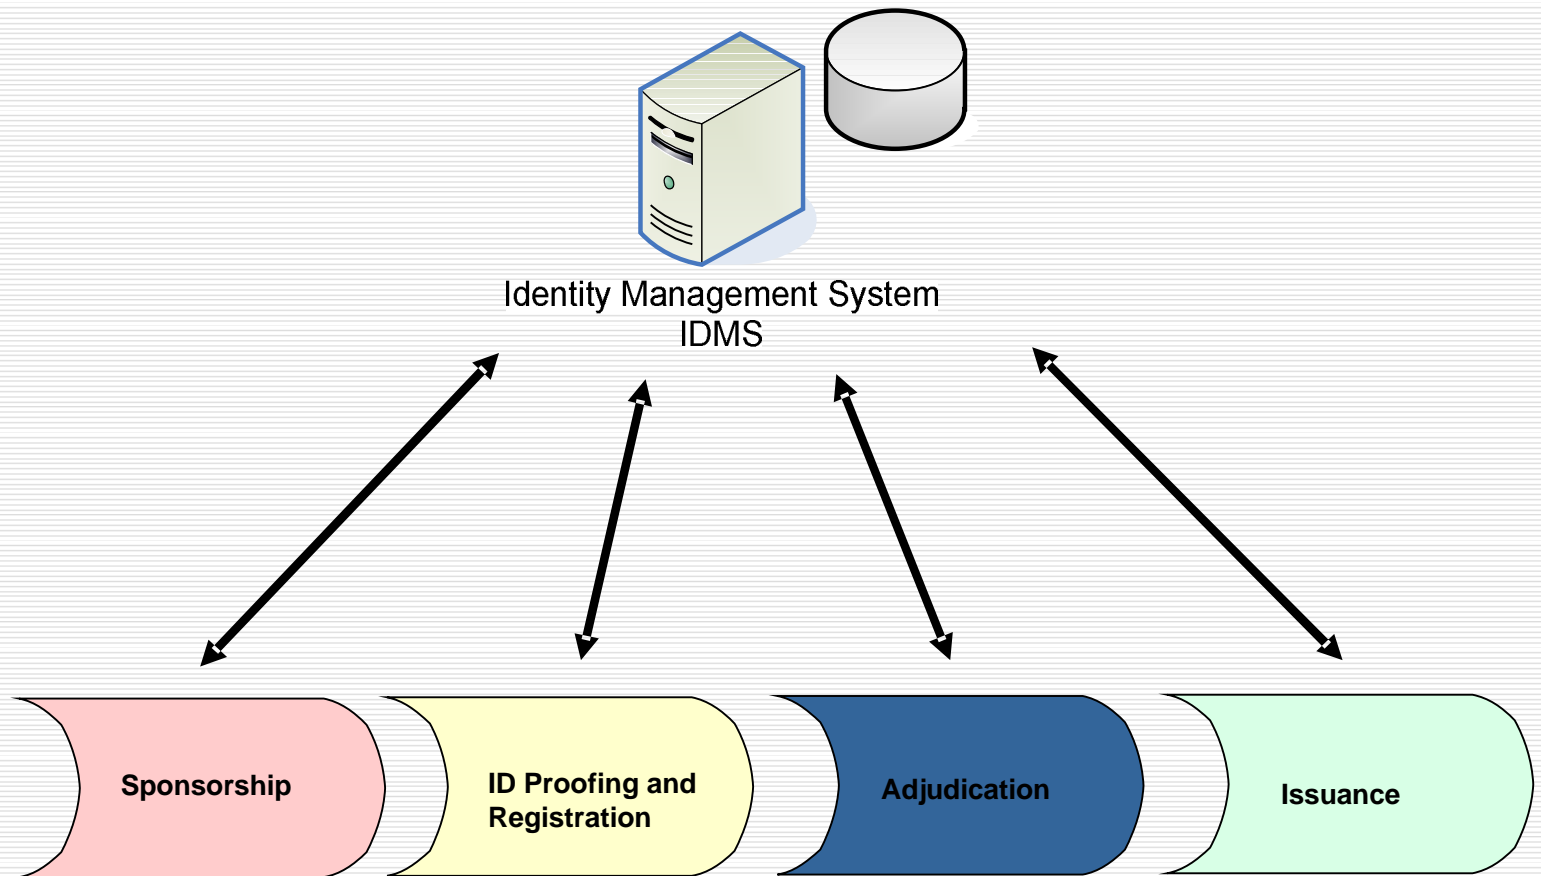 Identity Management System
IDMS
Sponsorship
ID Proofing and
Registration
Adjudication
Issuance